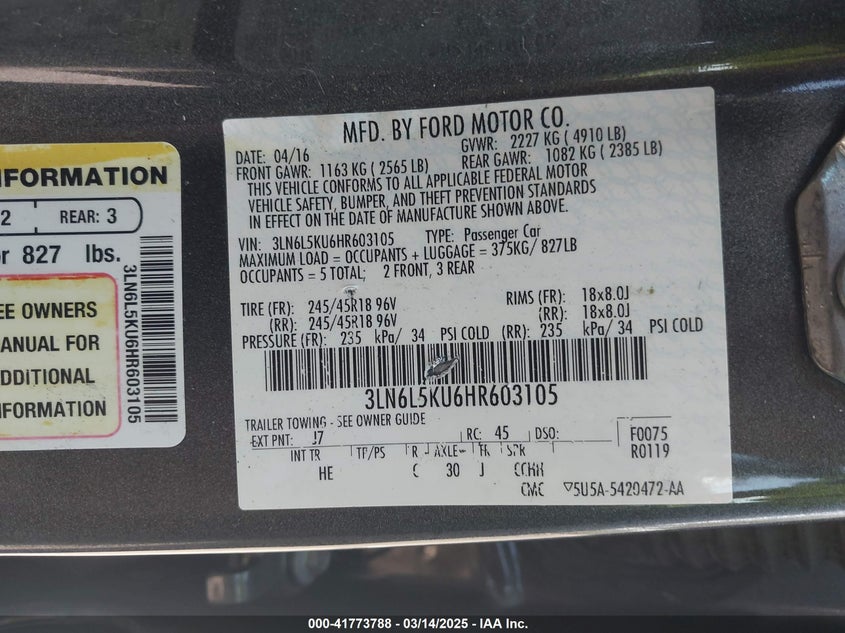 MFD. BY FORD MOTOR CO.
DATE: 04/16 GVWR: 2227 KG ( 4910 LB)
FRONT GAWR: 1163 KG ( 2565 LB) REAR GAWR: 1082 KG ( 2385 LB)
THIS VEHICLE CONFORMS TO ALL APPLICABLE FEDERAL MOTOR
VEHICLE SAFETY, BUMPER, AND THEFT PREVENTION STANDARDS
IN EFFECT ON THE DATE OF MANUFACTURE SHOWN ABOVE.
VIN: 3LN6L5KU6HR603105 TYPE: Passenger Car
MAXIMUM LOAD = OCCUPANTS + LUGGAGE = 375KG/ 827LB
OCCUPANTS = 5 TOTAL; 2 FRONT, 3 REAR
TIRE (FR): 245/45R18 96V RIMS (FR): 18x8.0J
(RR): 245/45R18 96V (RR): 18x8.0J
PRESSURE (FR): 235 kPa/ 34 PSI COLD (RR): 235 kPa/ 34 PSI COLD
3LN6L5KU6HR603105
TRAILER TOWING - SEE OWNER GUIDE
EXT PNT: J7 RC: 45 DSO: F0075
R0119
INT TR TP/PS R AXLE TR SPR
HE 30 J
5U5A-5420472-AA
NFORMATION
2 REAR: 3
or 827 lbs.
EE OWNERS
ANUAL FOR
DDITIONAL
NFORMATION
3LN6L5KU6HR603105
000-41773788 - 03/14/2025 - IAA Inc.